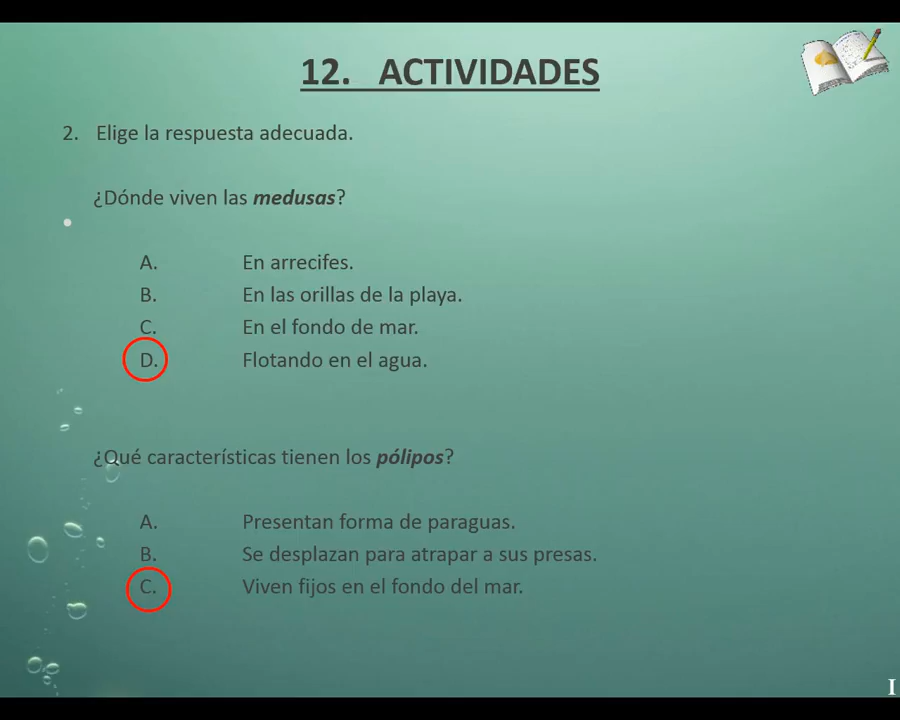 12. ACTIVIDADES
2. Elige la respuesta adecuada.
¿Dónde viven las medusas?
A. En arrecifes.
B. En las orillas de la playa.
C. En el fondo de mar.
D. Flotando en el agua.
¿Qué características tienen los pólipos?
A. Presentan forma de paraguas.
B. Se desplazan para atrapar a sus presas.
C. Viven fijos en el fondo del mar.
I